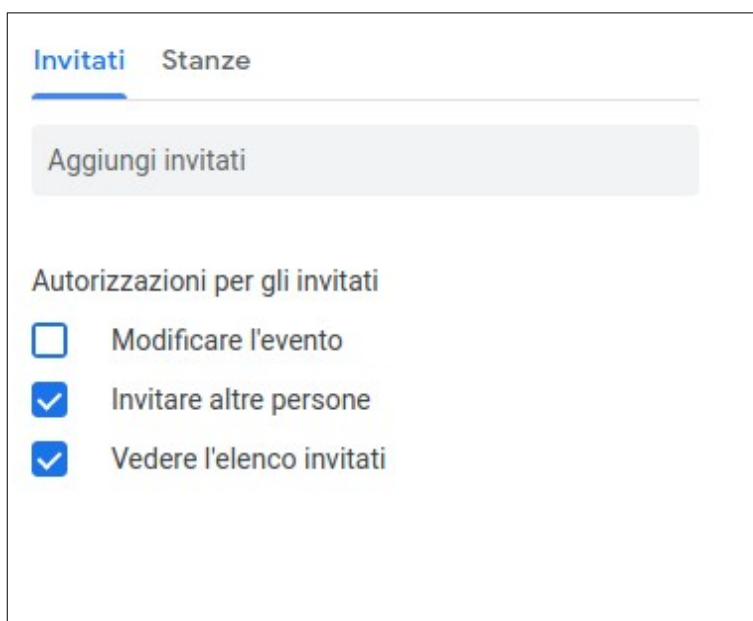 Invitati Stanze
Aggiungi invitati
Autorizzazioni per gli invitati
Modificare l'evento
Invitare altre persone
Vedere l'elenco invitati